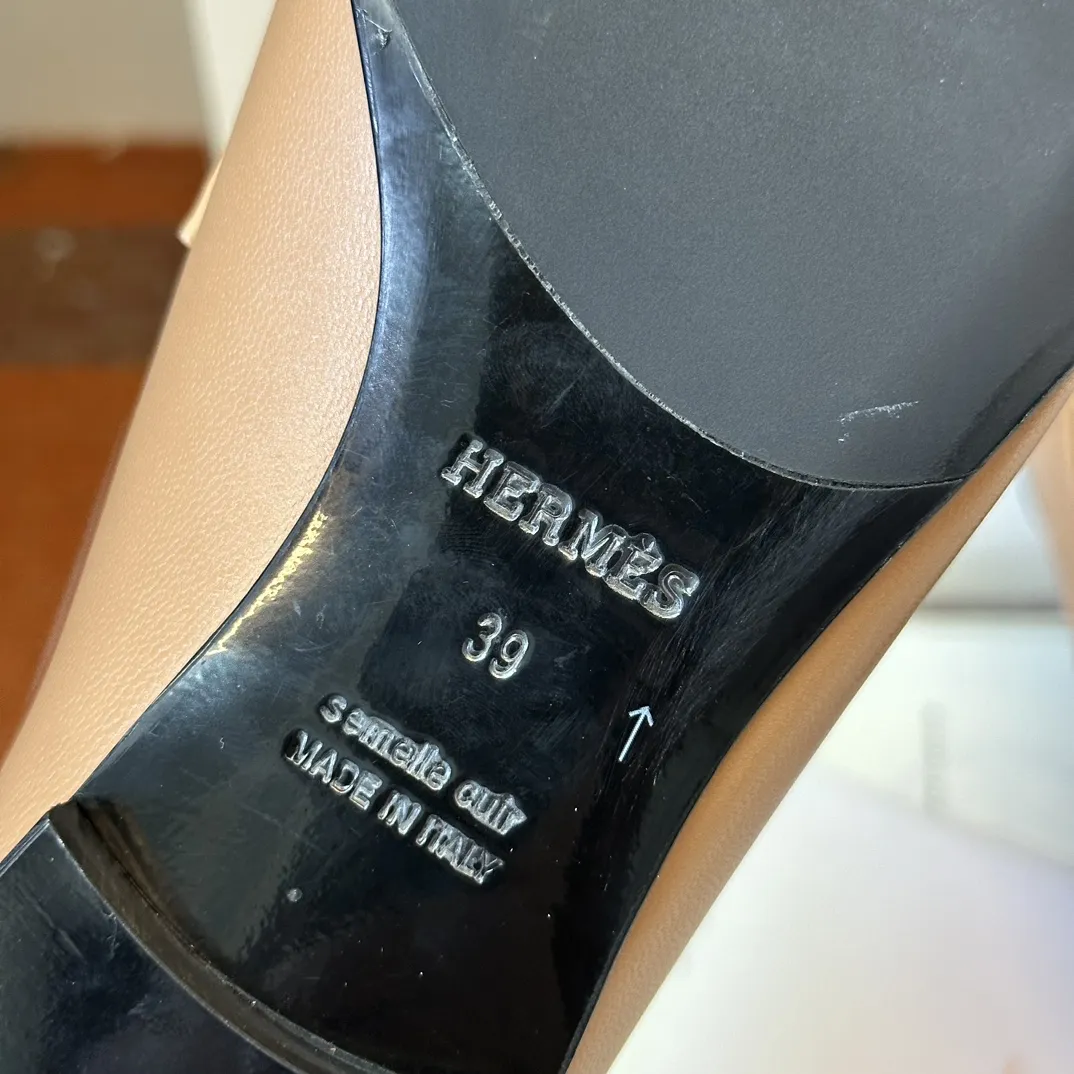 HERMÈS
39
semelle cuir
MADE IN ITALY